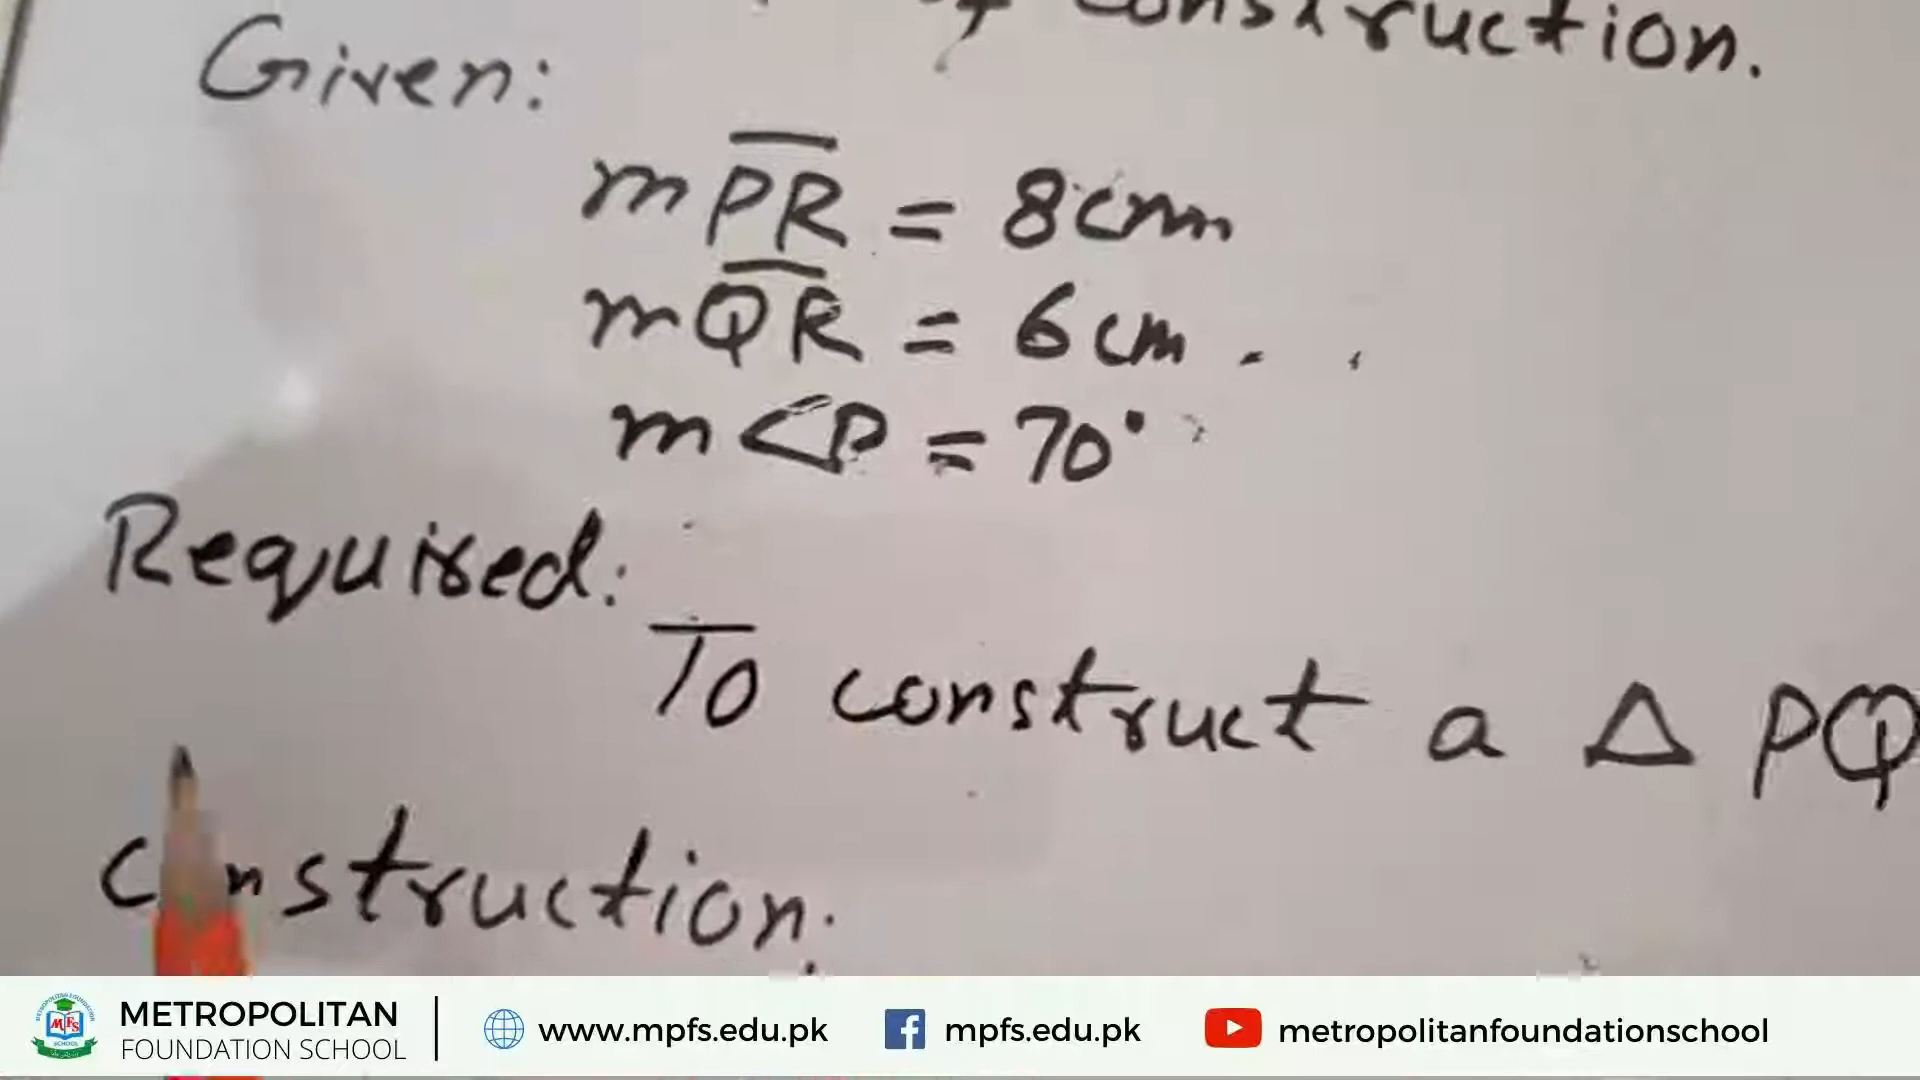 construction.
Given:
mPR = 8cm
mQR = 6cm.
m<P = 70°
Required:
To construct a △ PQ
Construction:
METROPOLITAN
FOUNDATION SCHOOL
www.mpfs.edu.pk
mpfs.edu.pk
metropolitanfoundationschool